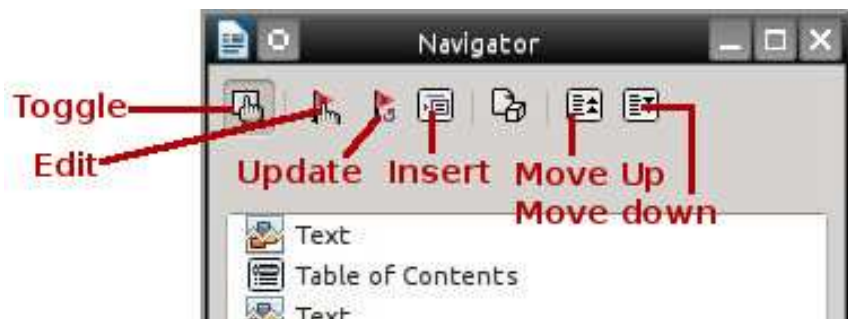 Navigator
Toggle
Edit
Update
Insert
Move Up
Move down
Text
Table of Contents
Text